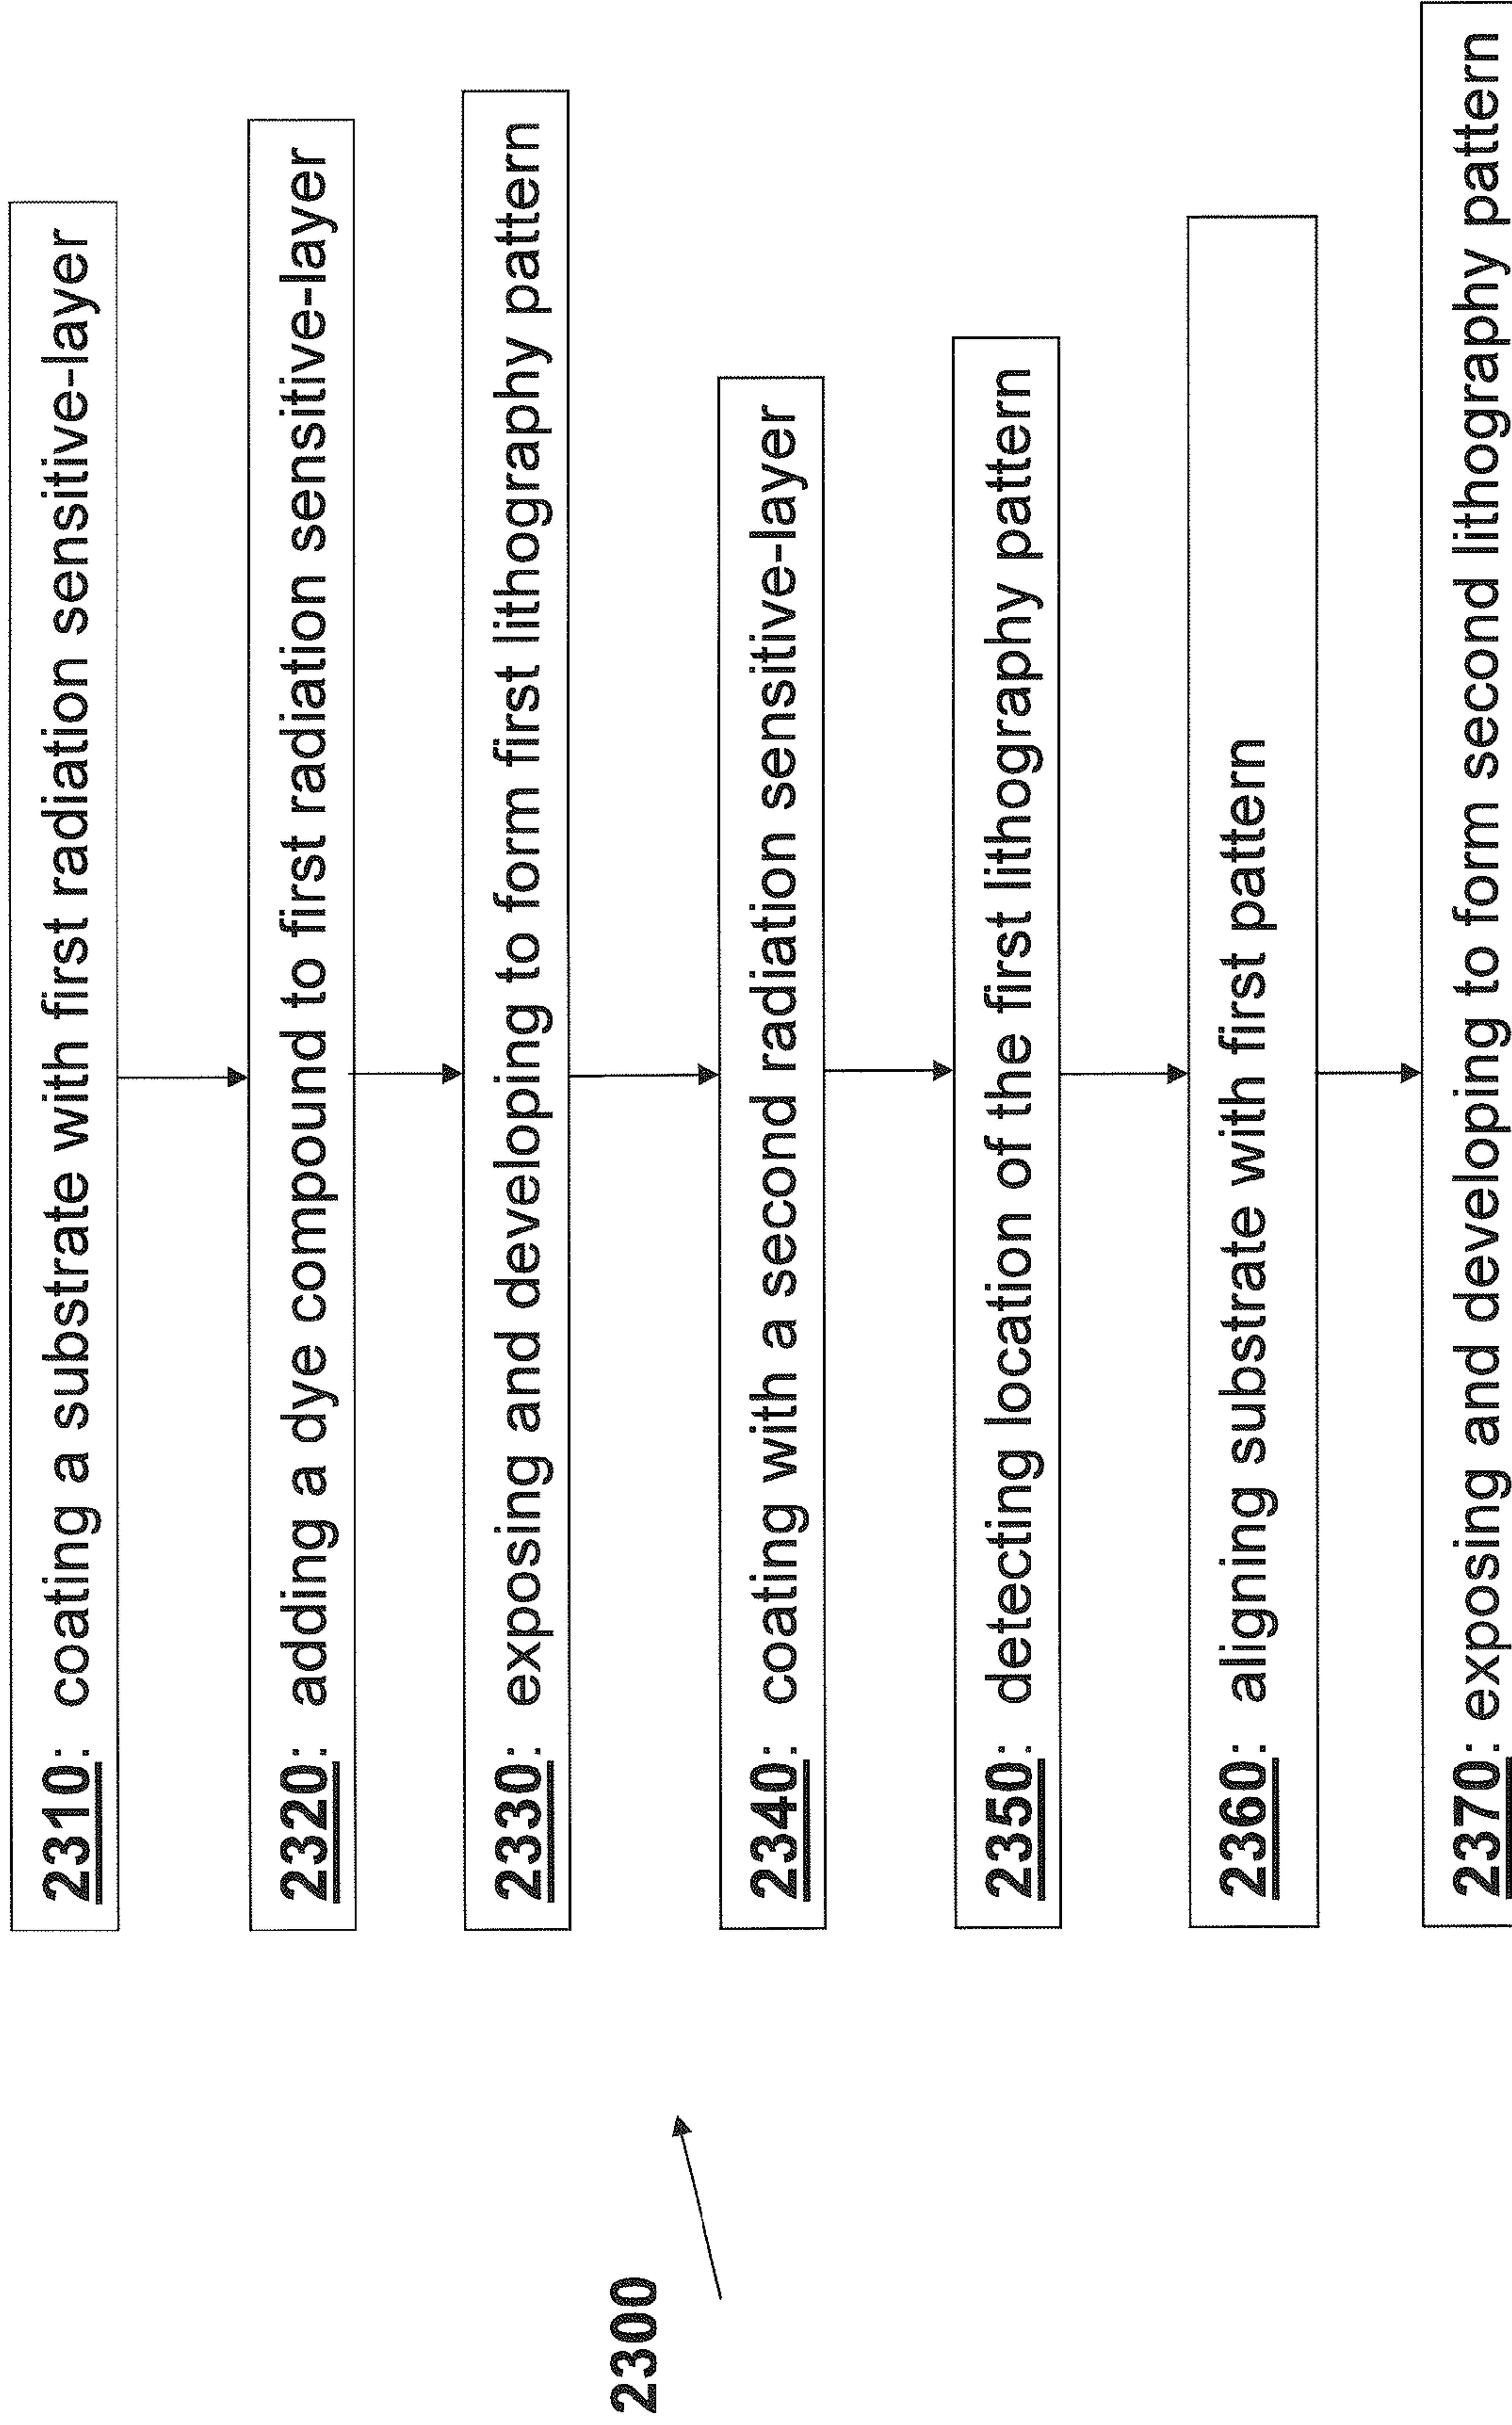 2310: coating a substrate with first radiation sensitive-layer
2320: adding a dye compound to first radiation sensitive-layer
2330: exposing and developing to form first lithography pattern
2340: coating with a second radiation sensitive-layer
2350: detecting location of the first lithography pattern
2360: aligning substrate with first pattern
2370: exposing and developing to form second lithography pattern
2300